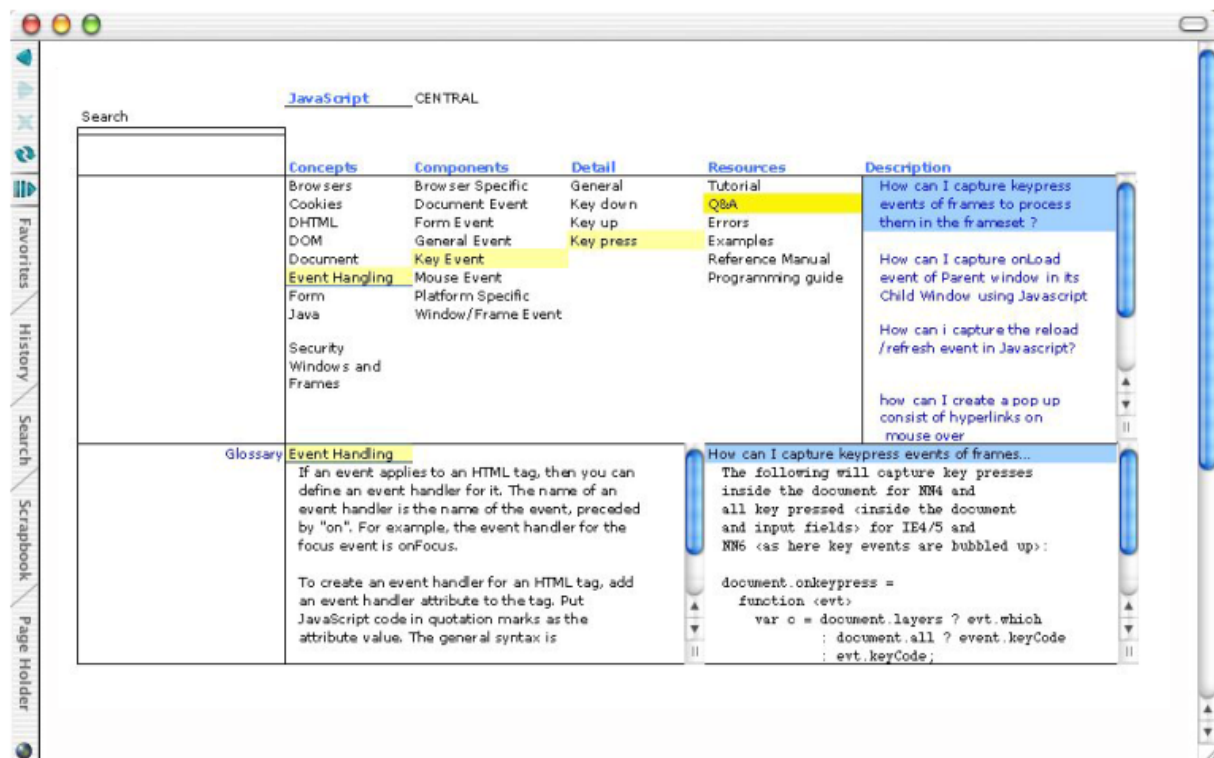 JavaScript CENTRAL
Search
Concepts
Browsers
Cookies
DHTML
DOM
Document
Event Hangling
Form
Java
Security
Windows and
Frames
Components
Browser Specific
Document Event
Form Event
General Event
Key Event
Mouse Event
Platform Specific
Window/Frame Event
Detail
General
Key down
Key up
Key press
Resources
Tutorial
Q&A
Errors
Examples
Reference Manual
Programming guide
Description
How can I capture keypress
events of frames to process
them in the frameset ?
How can I capture onLoad
event of Parent window in its
Child Window using Javascript
How can i capture the reload
/refresh event in Javascript?
how can I create a pop up
consist of hyperlinks on
mouse over
Glossary
Event Handling
If an event applies to an HTML tag, then you can
define an event handler for it. The name of an
event handler is the name of the event, preceded
by "on". For example, the event handler for the
focus event is onFocus.
To create an event handler for an HTML tag, add
an event handler attribute to the tag. Put
JavaScript code in quotation marks as the
attribute value. The general syntax is
How can I capture keypress events of frames...
The following will capture key presses
inside the document for NN4 and
all key pressed <inside the document
and input fields> for IE4/5 and
NN6 <as here key events are bubbled up>:
document.onkeypress =
function <evt>
var c = document.layers ? evt.which
: document.all ? event.keyCode
: evt.keyCode;
Favorites
History
Search
Scrapbook
Page Holder